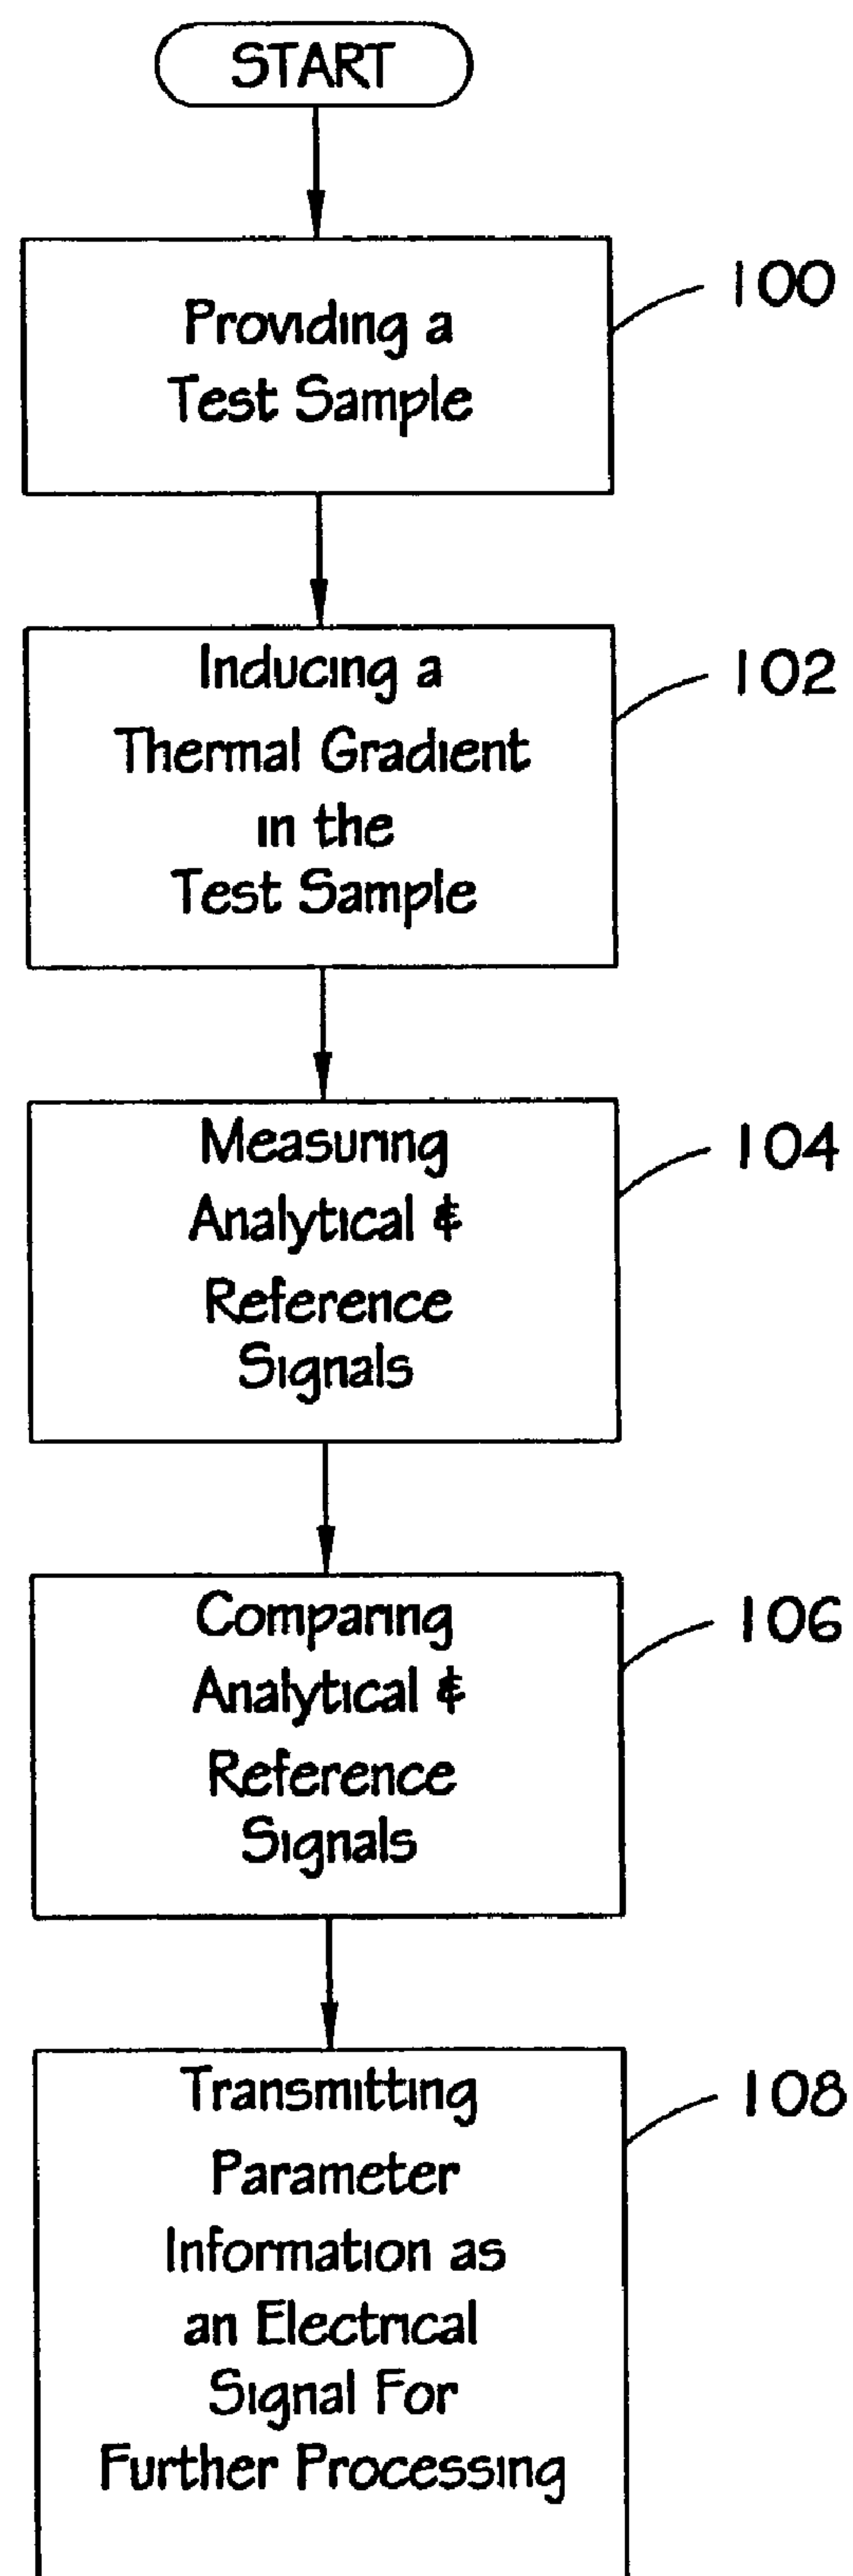 START
Providing a
Test Sample
100
Inducing a
Thermal Gradient
in the
Test Sample
102
Measuring
Analytical &
Reference
Signals
104
Comparing
Analytical &
Reference
Signals
106
Transmitting
Parameter
Information as
an Electrical
Signal For
Further Processing
108